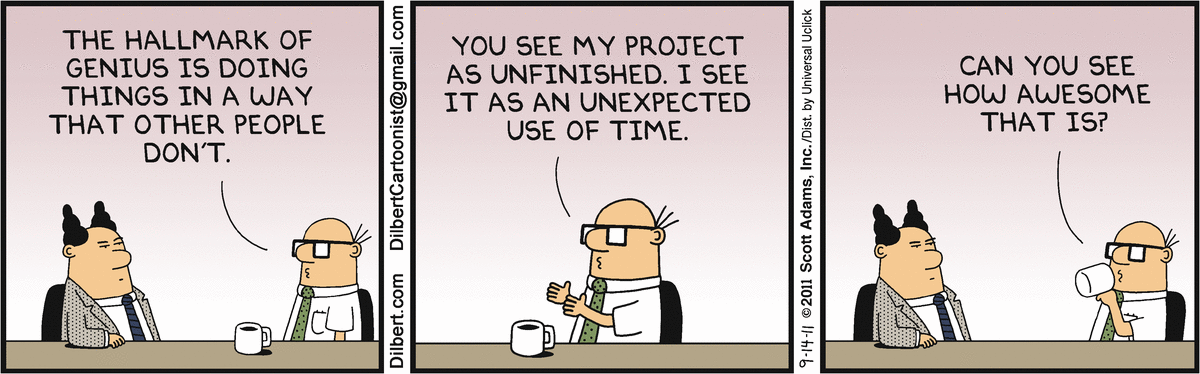 THE HALLMARK OF
GENIUS IS DOING
THINGS IN A WAY
THAT OTHER PEOPLE
DON'T.
Dilbert.com DilbertCartoonist@gmail.com
YOU SEE MY PROJECT
AS UNFINISHED. I SEE
IT AS AN UNEXPECTED
USE OF TIME.
9-14-11 ©2011 Scott Adams, Inc./Dist. by Universal Uclick
CAN YOU SEE
HOW AWESOME
THAT IS?